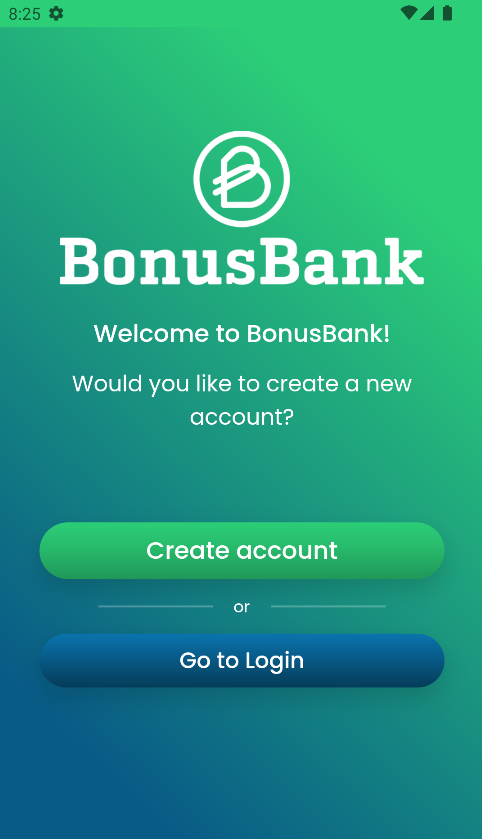 8:25
BonusBank
Welcome to BonusBank!
Would you like to create a new
account?
Create account
or
Go to Login